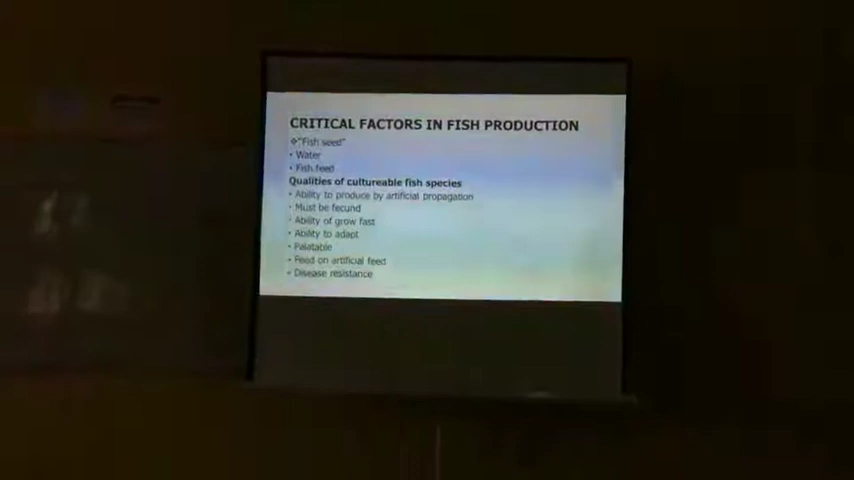 CRITICAL FACTORS IN FISH PRODUCTION
❖"Fish seed"
• Water
• Fish feed
Qualities of cultureable fish species
• Ability to produce by artificial propagation
• Must be fecund
• Ability of grow fast
• Ability to adapt
• Palatable
• Feed on artificial feed
• Disease resistance